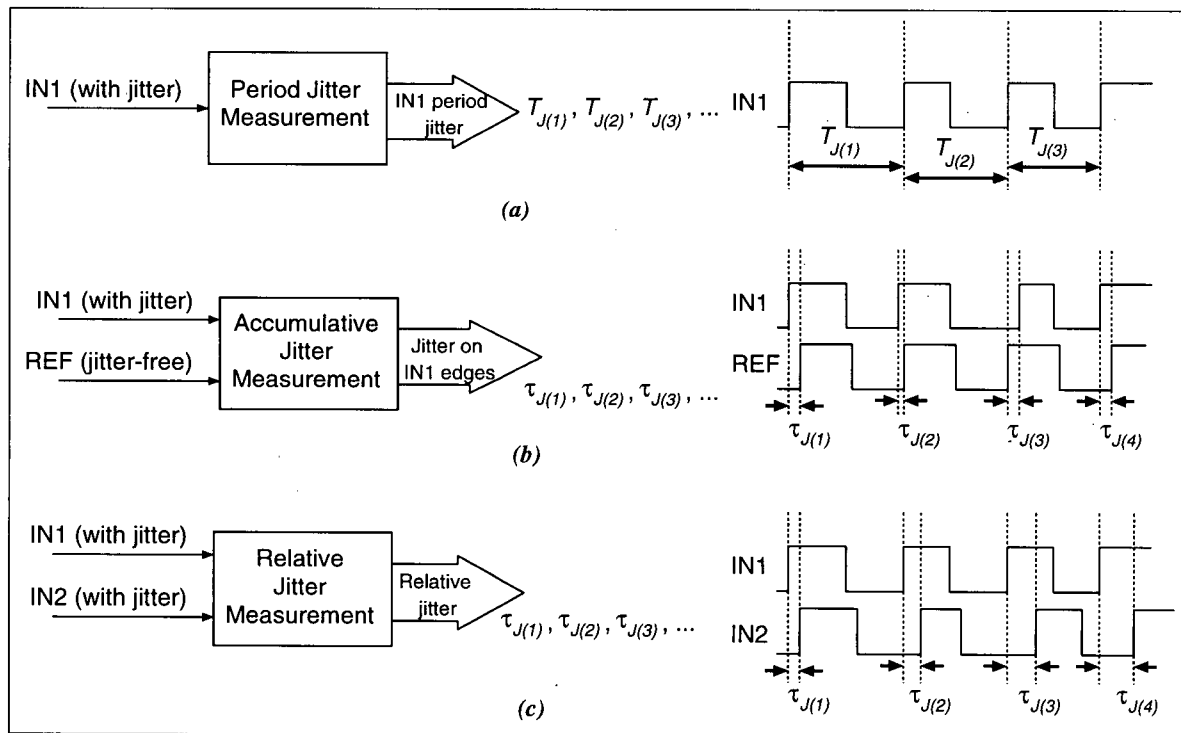 IN1 (with jitter)
Period Jitter
Measurement
IN1 period
jitter
T_J(1), T_J(2), T_J(3), ...
IN1
T_J(1)
T_J(2)
T_J(3)
(a)
IN1 (with jitter)
REF (jitter-free)
Accumulative
Jitter
Measurement
Jitter on
IN1 edges
τ_J(1), τ_J(2), τ_J(3), ...
IN1
REF
τ_J(1)
τ_J(2)
τ_J(3)
τ_J(4)
(b)
IN1 (with jitter)
IN2 (with jitter)
Relative
Jitter
Measurement
Relative
jitter
τ_J(1), τ_J(2), τ_J(3), ...
IN1
IN2
τ_J(1)
τ_J(2)
τ_J(3)
τ_J(4)
(c)